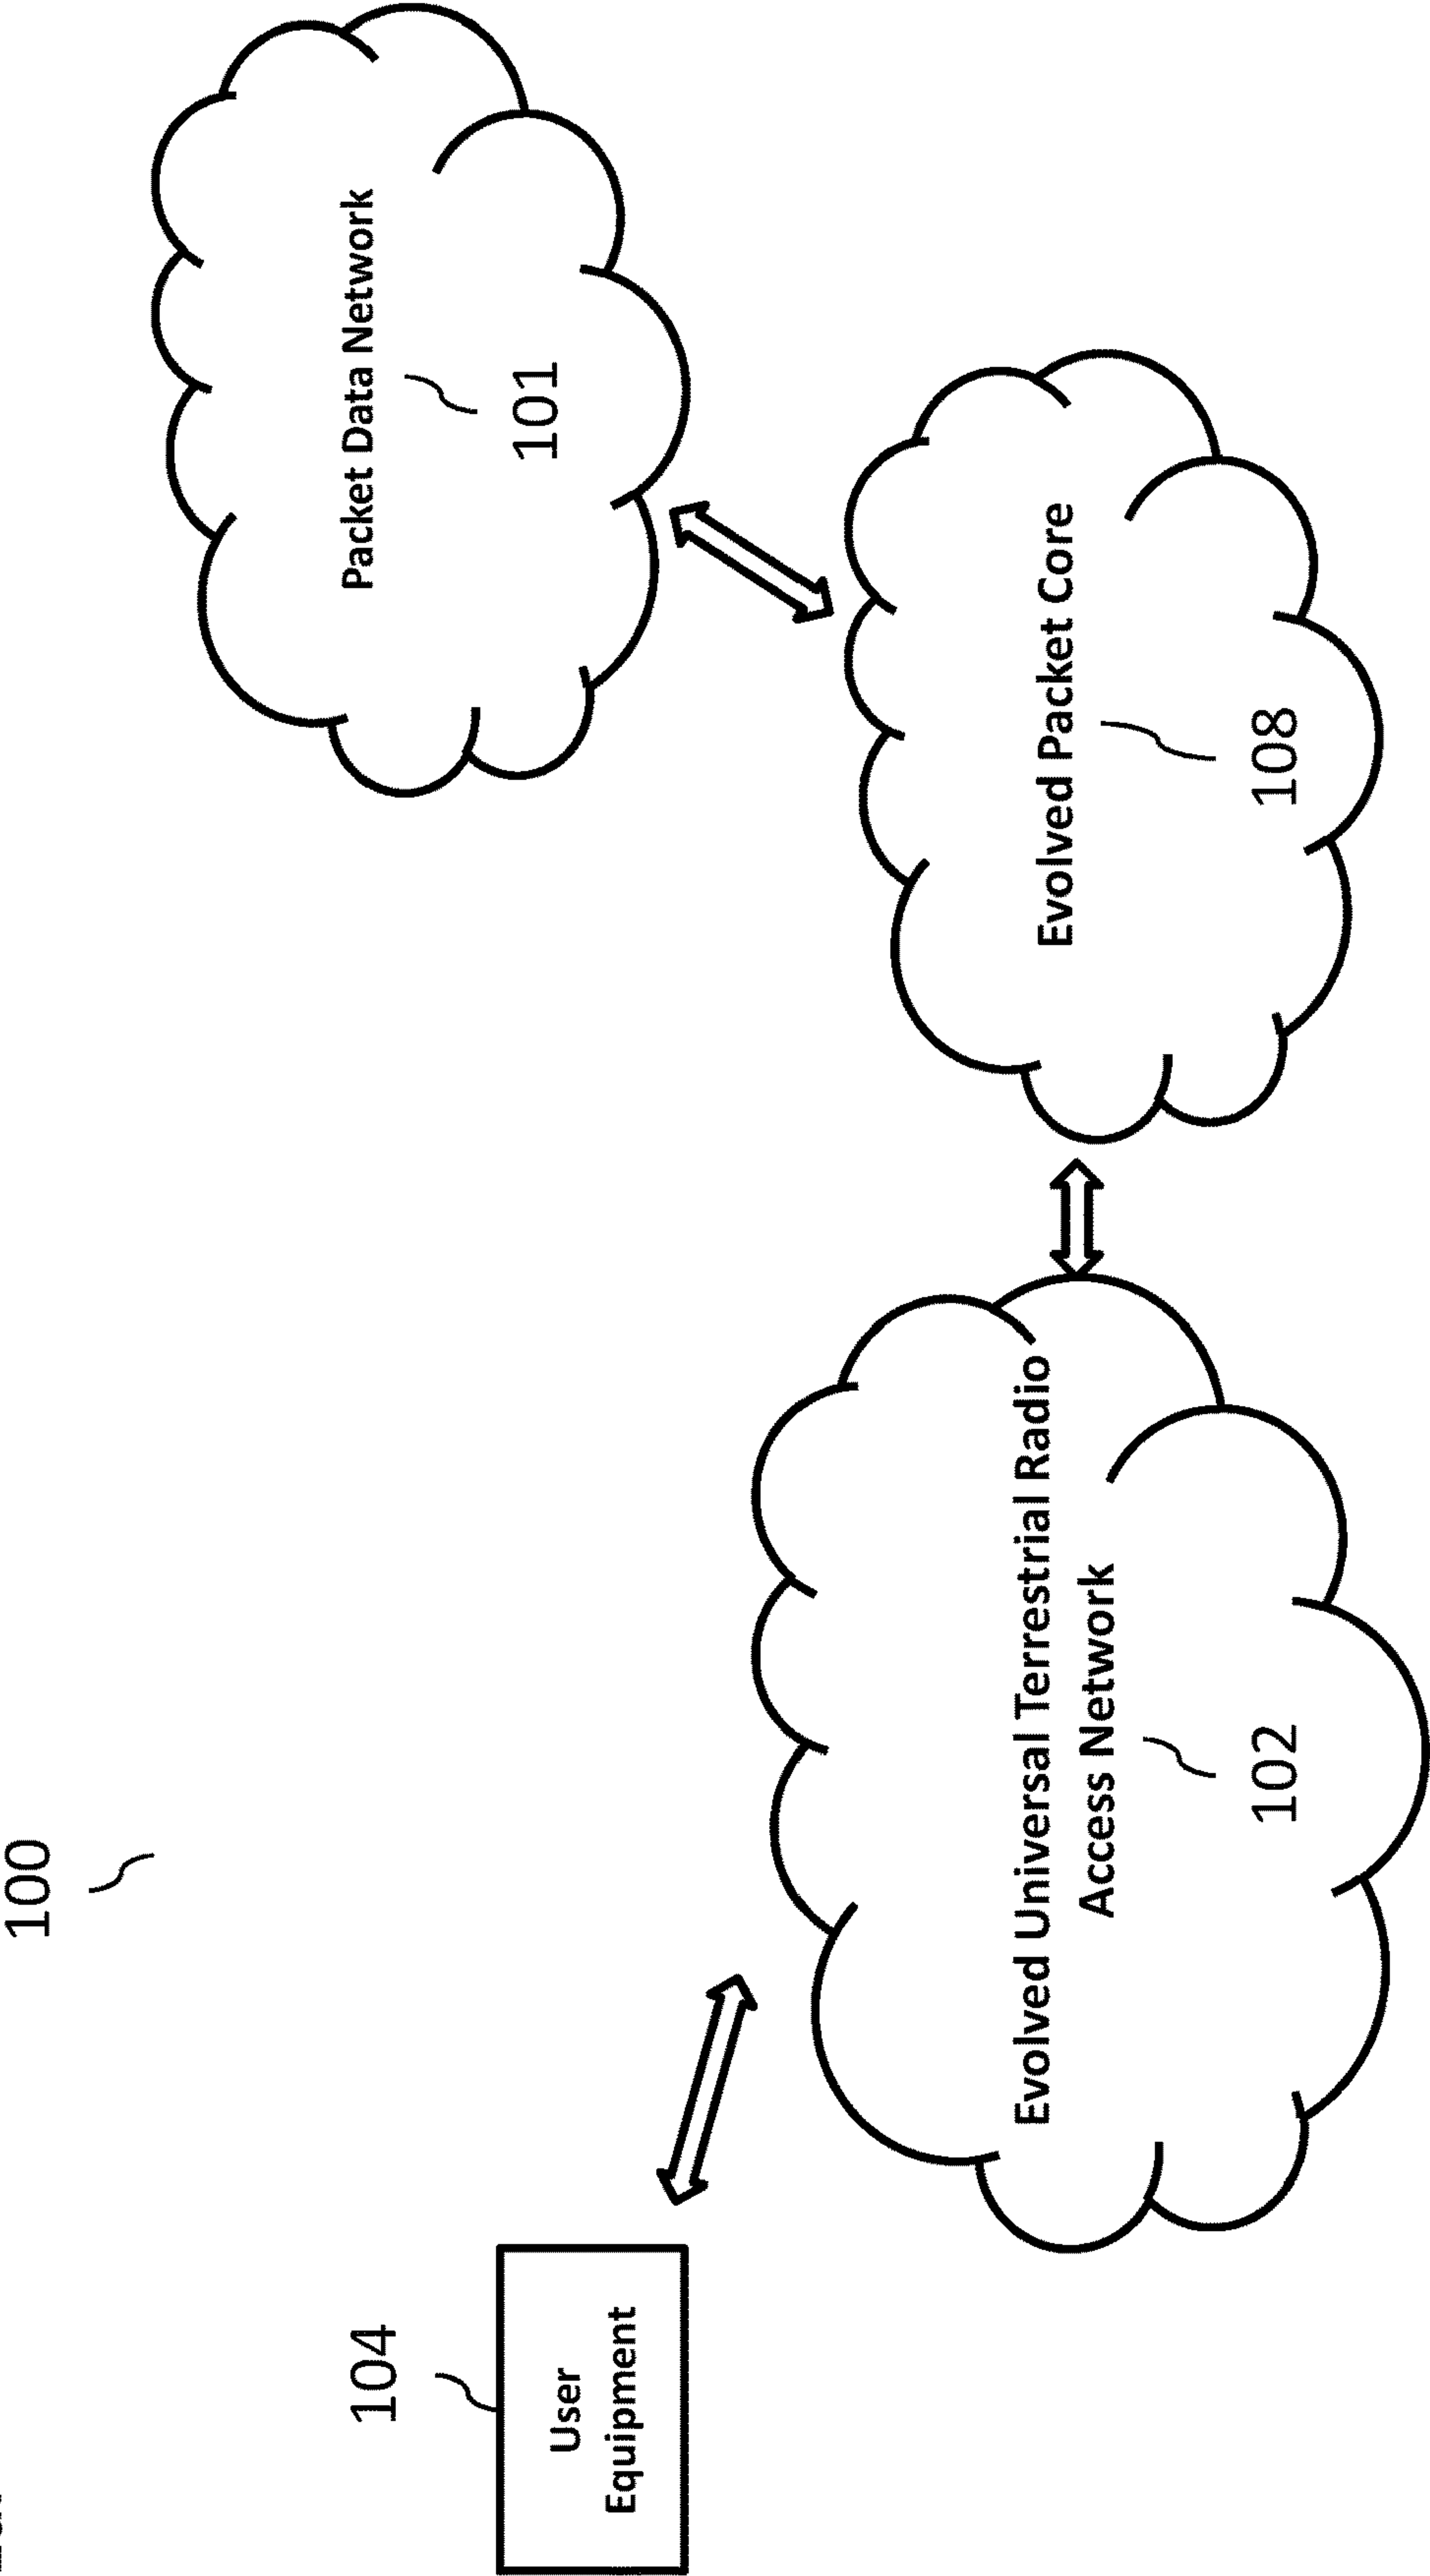 100
104
User
Equipment
Evolved Universal Terrestrial Radio
Access Network
102
Evolved Packet Core
108
Packet Data Network
101